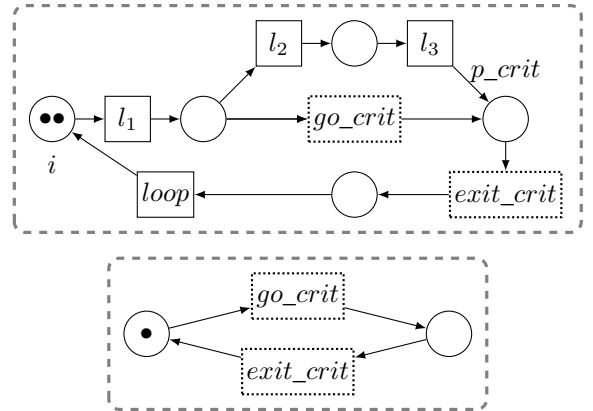 l₂
l₃
p_crit
l₁
go_crit
i
loop
exit_crit
go_crit
exit_crit